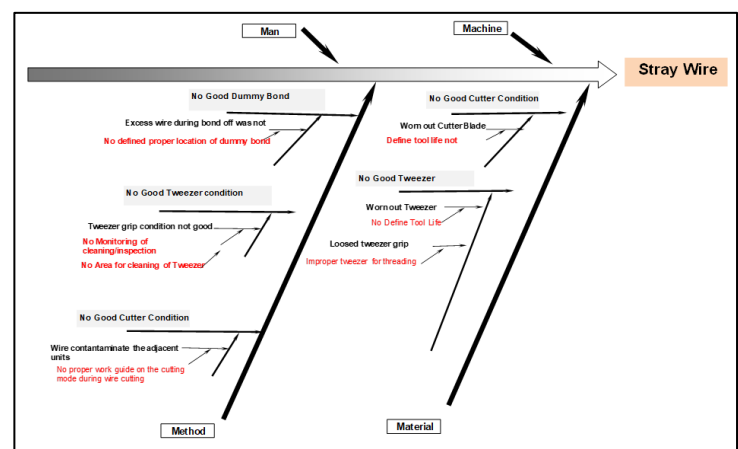 Man
Machine
Stray Wire
No Good Dummy Bond
Excess wire during bond off was not
No defined proper location of dummy bond
No Good Tweezer condition
Tweezer grip condition not good
No Monitoring of
cleaning/inspection
No Area for cleaning of Tweezer
No Good Cutter Condition
Wire contantaminate the adjacent
units
No proper work guide on the cutting
mode during wire cutting
Method
No Good Cutter Condition
Worn out Cutter Blade
Define tool life not
No Good Tweezer
Worn out Tweezer
No Define Tool Life
Loosed tweezer grip
Improper tweezer for threading
Material